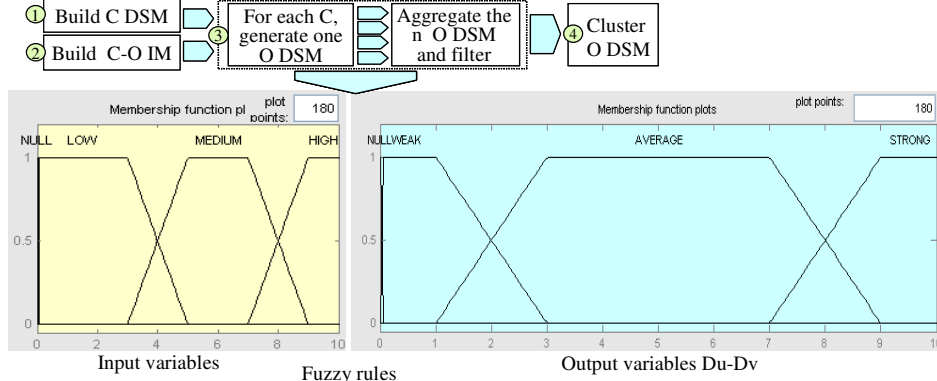 1 Build C DSM
2 Build C-O IM
3 For each C,
generate one
O DSM
Aggregate the
n O DSM
and filter
4 Cluster
O DSM
Membership function pl plot points: 180
NULL LOW MEDIUM HIGH
1
0.5
0
0 2 4 6 8 10
Input variables
Membership function plots plot points: 180
NULLWEAK AVERAGE STRONG
1
0.5
0
0 1 2 3 4 5 6 7 8 9 10
Output variables Du-Dv
Fuzzy rules